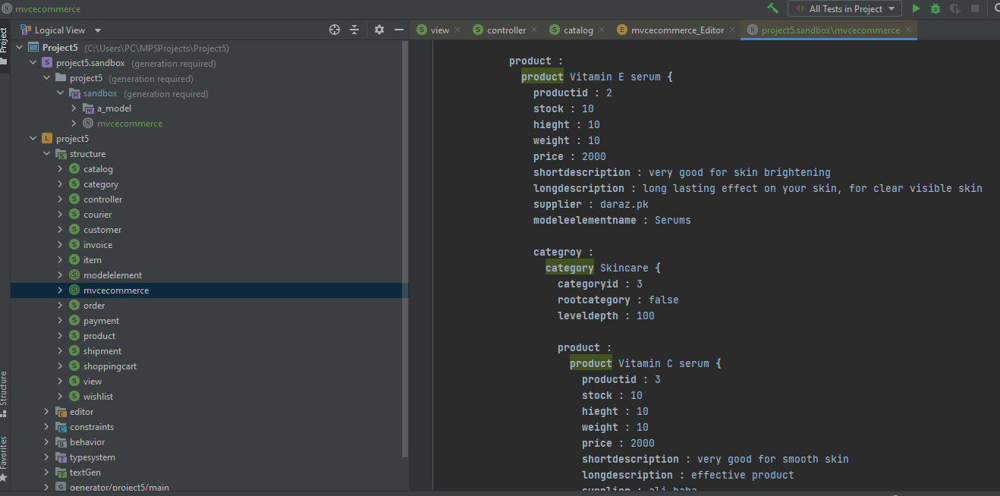 mvcecommerce
All Tests in Project
Logical View
view
controller
catalog
mvcecommerce_Editor
project5.sandbox\mvcecommerce
Project
Structure
Favorites
Project5 (C:\Users\PC\MPSProjects\Project5)
project5.sandbox (generation required)
project5 (generation required)
sandbox (generation required)
a_model
mvcecommerce
project5
structure
catalog
category
controller
courier
customer
invoice
item
modelelement
mvcecommerce
order
payment
product
shipment
shoppingcart
view
wishlist
editor
constraints
behavior
typesystem
textGen
generator/project5/main
product :
product Vitamin E serum {
productid : 2
stock : 10
hieght : 10
weight : 10
price : 2000
shortdescription : very good for skin brightening
longdescription : long lasting effect on your skin, for clear visible skin
supplier : daraz.pk
modeleelementname : Serums
categroy :
category Skincare {
categoryid : 3
rootcategory : false
leveldepth : 100
product :
product Vitamin C serum {
productid : 3
stock : 10
hieght : 10
weight : 10
price : 2000
shortdescription : very good for smooth skin
longdescription : effective product
supplier : ali baba